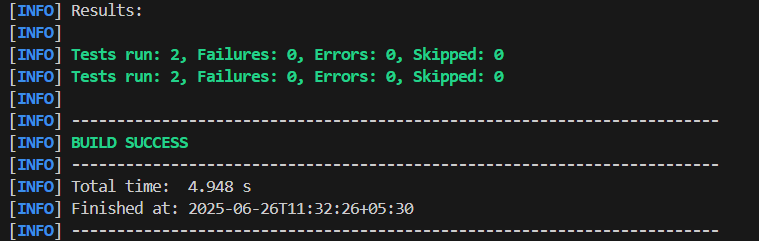 [INFO] Results:
[INFO]
[INFO] Tests run: 2, Failures: 0, Errors: 0, Skipped: 0
[INFO] Tests run: 2, Failures: 0, Errors: 0, Skipped: 0
[INFO]
[INFO] ------------------------------------------------------------------------
[INFO] BUILD SUCCESS
[INFO] ------------------------------------------------------------------------
[INFO] Total time:  4.948 s
[INFO] Finished at: 2025-06-26T11:32:26+05:30
[INFO] ------------------------------------------------------------------------